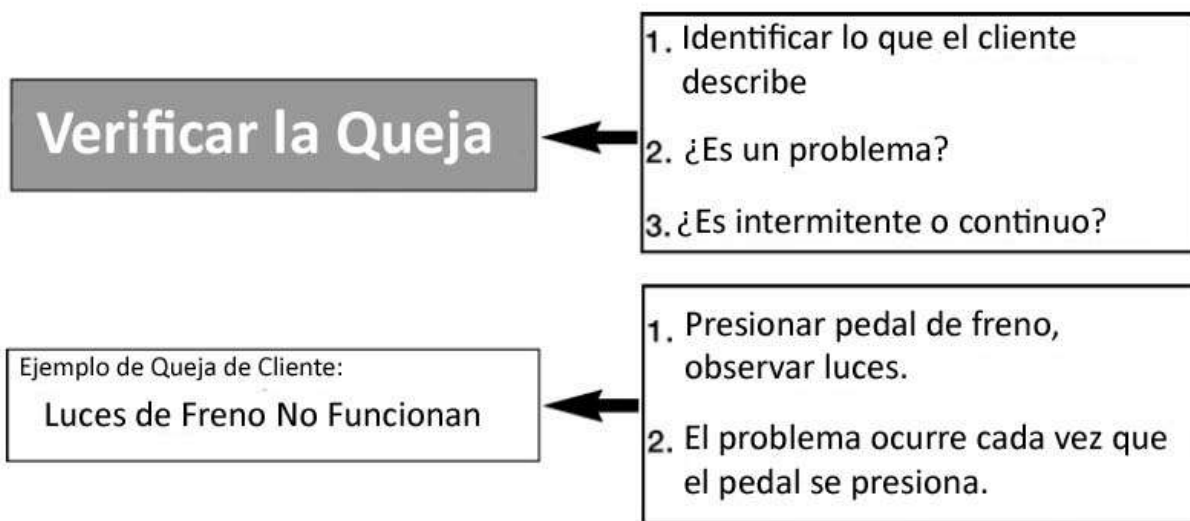 Verificar la Queja
1. Identificar lo que el cliente
describe
2. ¿Es un problema?
3. ¿Es intermitente o continuo?
Ejemplo de Queja de Cliente:
Luces de Freno No Funcionan
1. Presionar pedal de freno,
observar luces.
2. El problema ocurre cada vez que
el pedal se presiona.